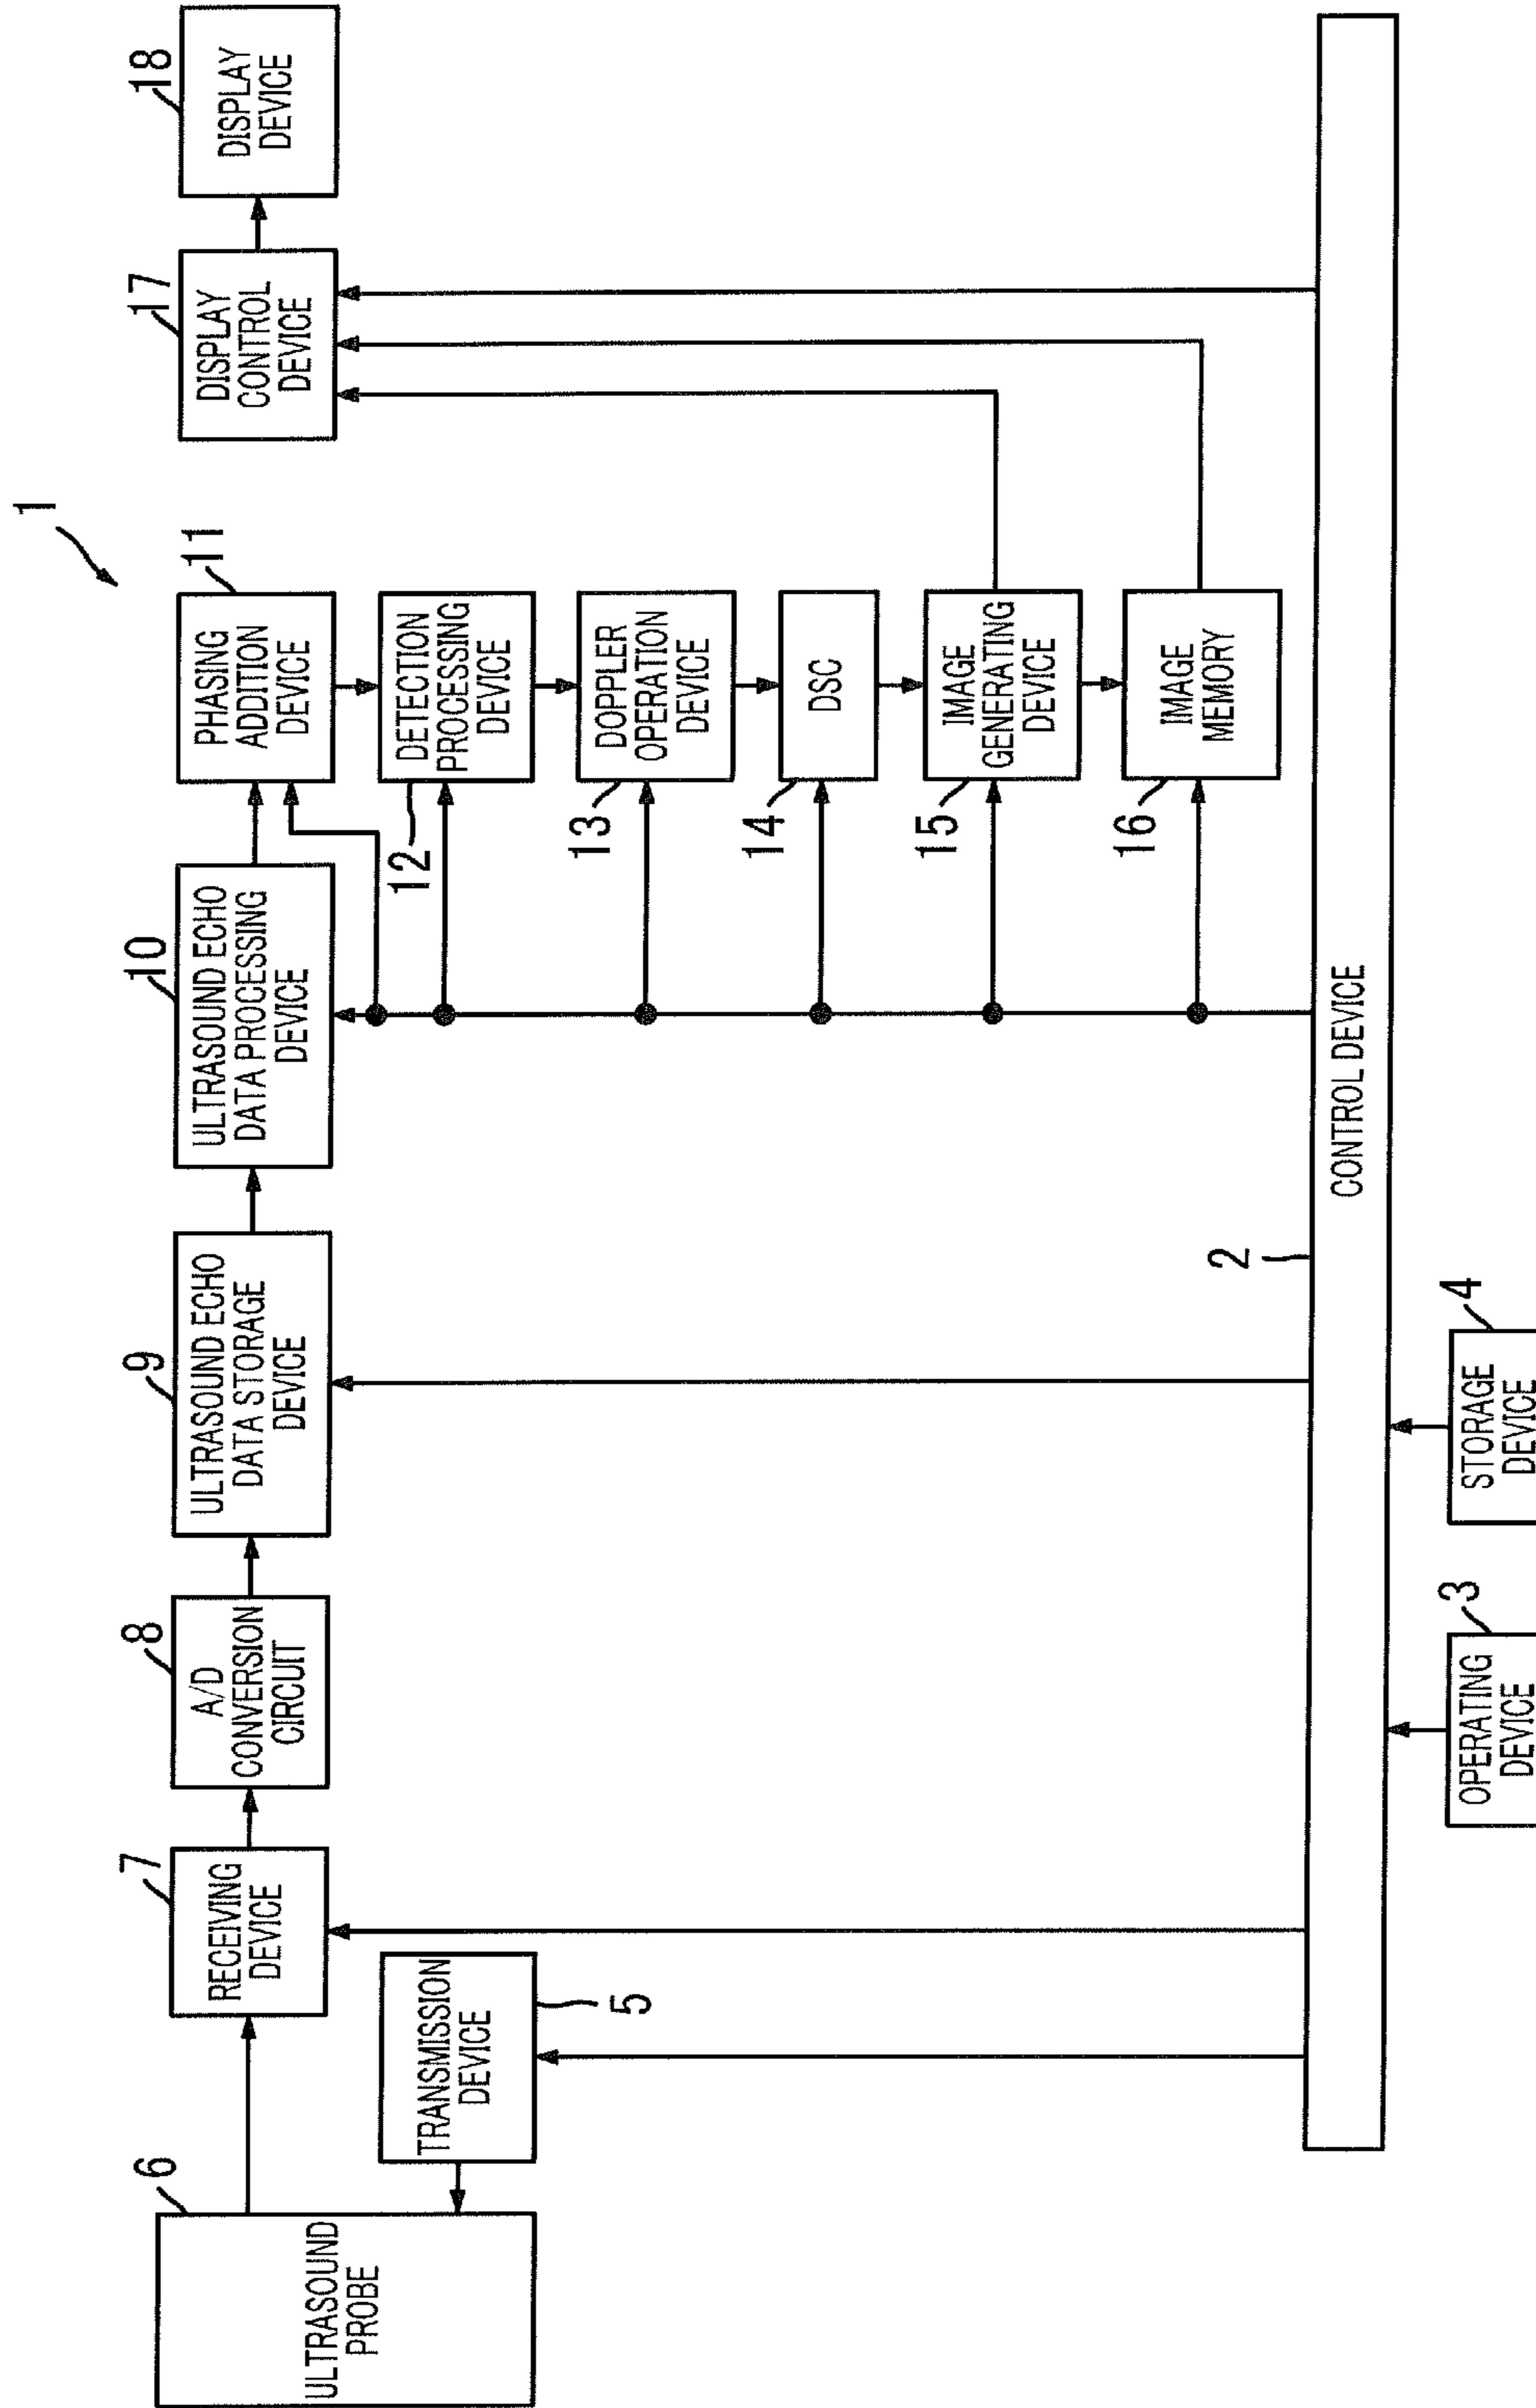 1
6
ULTRASOUND
PROBE
7
RECEIVING
DEVICE
TRANSMISSION
DEVICE
5
8
A/D
CONVERSION
CIRCUIT
9
ULTRASOUND ECHO
DATA STORAGE
DEVICE
10
ULTRASOUND ECHO
DATA PROCESSING
DEVICE
11
PHASING
ADDITION
DEVICE
12
DETECTION
PROCESSING
DEVICE
13
DOPPLER
OPERATION
DEVICE
14
DSC
15
IMAGE
GENERATING
DEVICE
16
IMAGE
MEMORY
17
DISPLAY
CONTROL
DEVICE
18
DISPLAY
DEVICE
2
CONTROL DEVICE
3
OPERATING
DEVICE
4
STORAGE
DEVICE